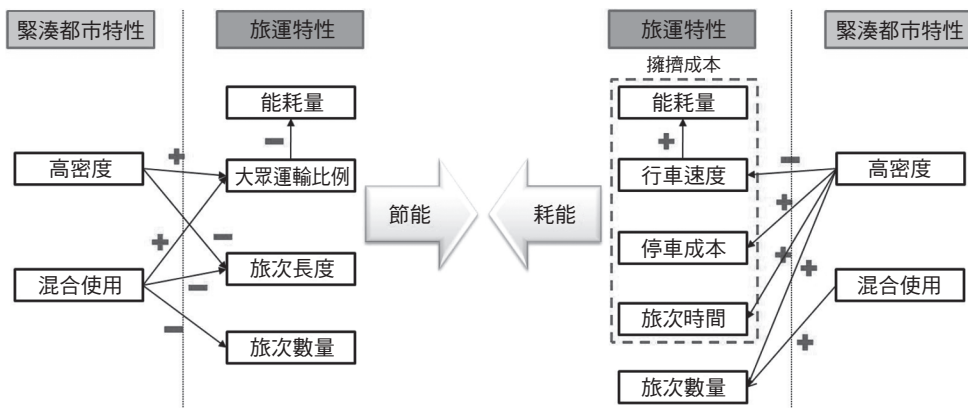 緊湊都市特性
旅運特性
能耗量
高密度
大眾運輸比例
旅次長度
混合使用
旅次數量
節能
耗能
旅運特性
緊湊都市特性
擁擠成本
能耗量
行車速度
高密度
停車成本
混合使用
旅次時間
旅次數量